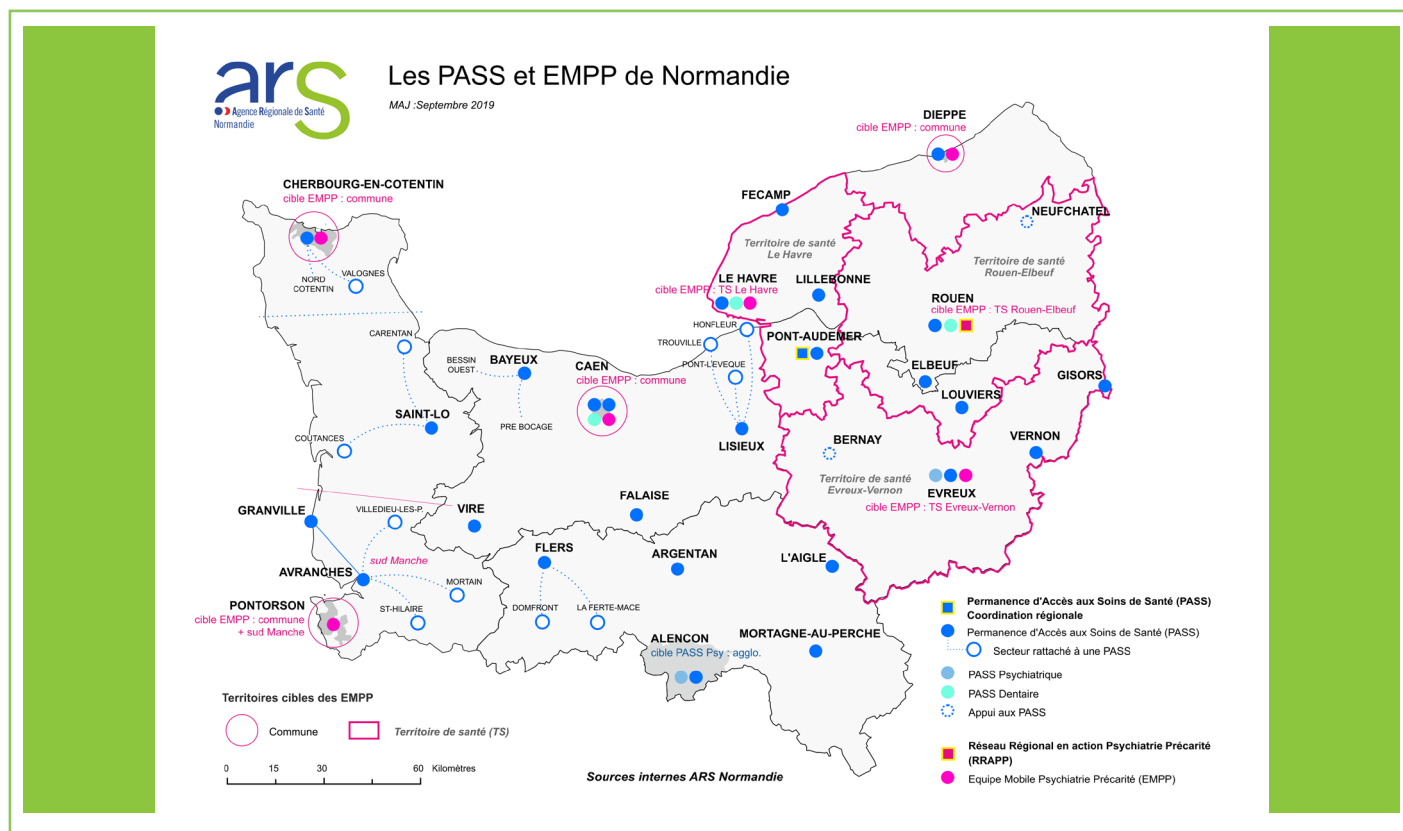 ars
Agence Régionale de Santé
Normandie
Les PASS et EMPP de Normandie
MAJ :Septembre 2019
DIEPPE
cible EMPP : commune
CHERBOURG-EN-COTENTIN
cible EMPP : commune
NORD
COTENTIN
VALOGNES
FECAMP
NEUFCHATEL
Territoire de santé
Le Havre
Territoire de santé
Rouen-Elbeuf
LE HAVRE
cible EMPP : TS Le Havre
LILLEBONNE
ROUEN
cible EMPP : TS Rouen-Elbeuf
CARENTAN
HONFLEUR
TROUVILLE
PONT-L'EVEQUE
PONT-AUDEMER
BESSIN
OUEST
BAYEUX
CAEN
cible EMPP : commune
ELBEUF
LOUVIERS
GISORS
SAINT-LO
PRE BOCAGE
COUTANCES
LISIEUX
BERNAY
VERNON
Territoire de santé
Evreux-Vernon
EVREUX
cible EMPP : TS Evreux-Vernon
GRANVILLE
VILLEDIEU-LES-P.
VIRE
FALAISE
FLERS
ARGENTAN
L'AIGLE
sud Manche
AVRANCHES
MORTAIN
PONTORSON
cible EMPP : commune
+ sud Manche
ST-HILAIRE
DOMFRONT
LA FERTE-MACE
ALENCON
cible PASS Psy : agglo.
MORTAGNE-AU-PERCHE
Permanence d'Accès aux Soins de Santé (PASS)
Coordination régionale
Permanence d'Accès aux Soins de Santé (PASS)
Secteur rattaché à une PASS
PASS Psychiatrique
PASS Dentaire
Appui aux PASS
Réseau Régional en action Psychiatrie Précarité
(RRAPP)
Equipe Mobile Psychiatrie Précarité (EMPP)
Territoires cibles des EMPP
Commune
Territoire de santé (TS)
0 15 30 60 Kilomètres
Sources internes ARS Normandie